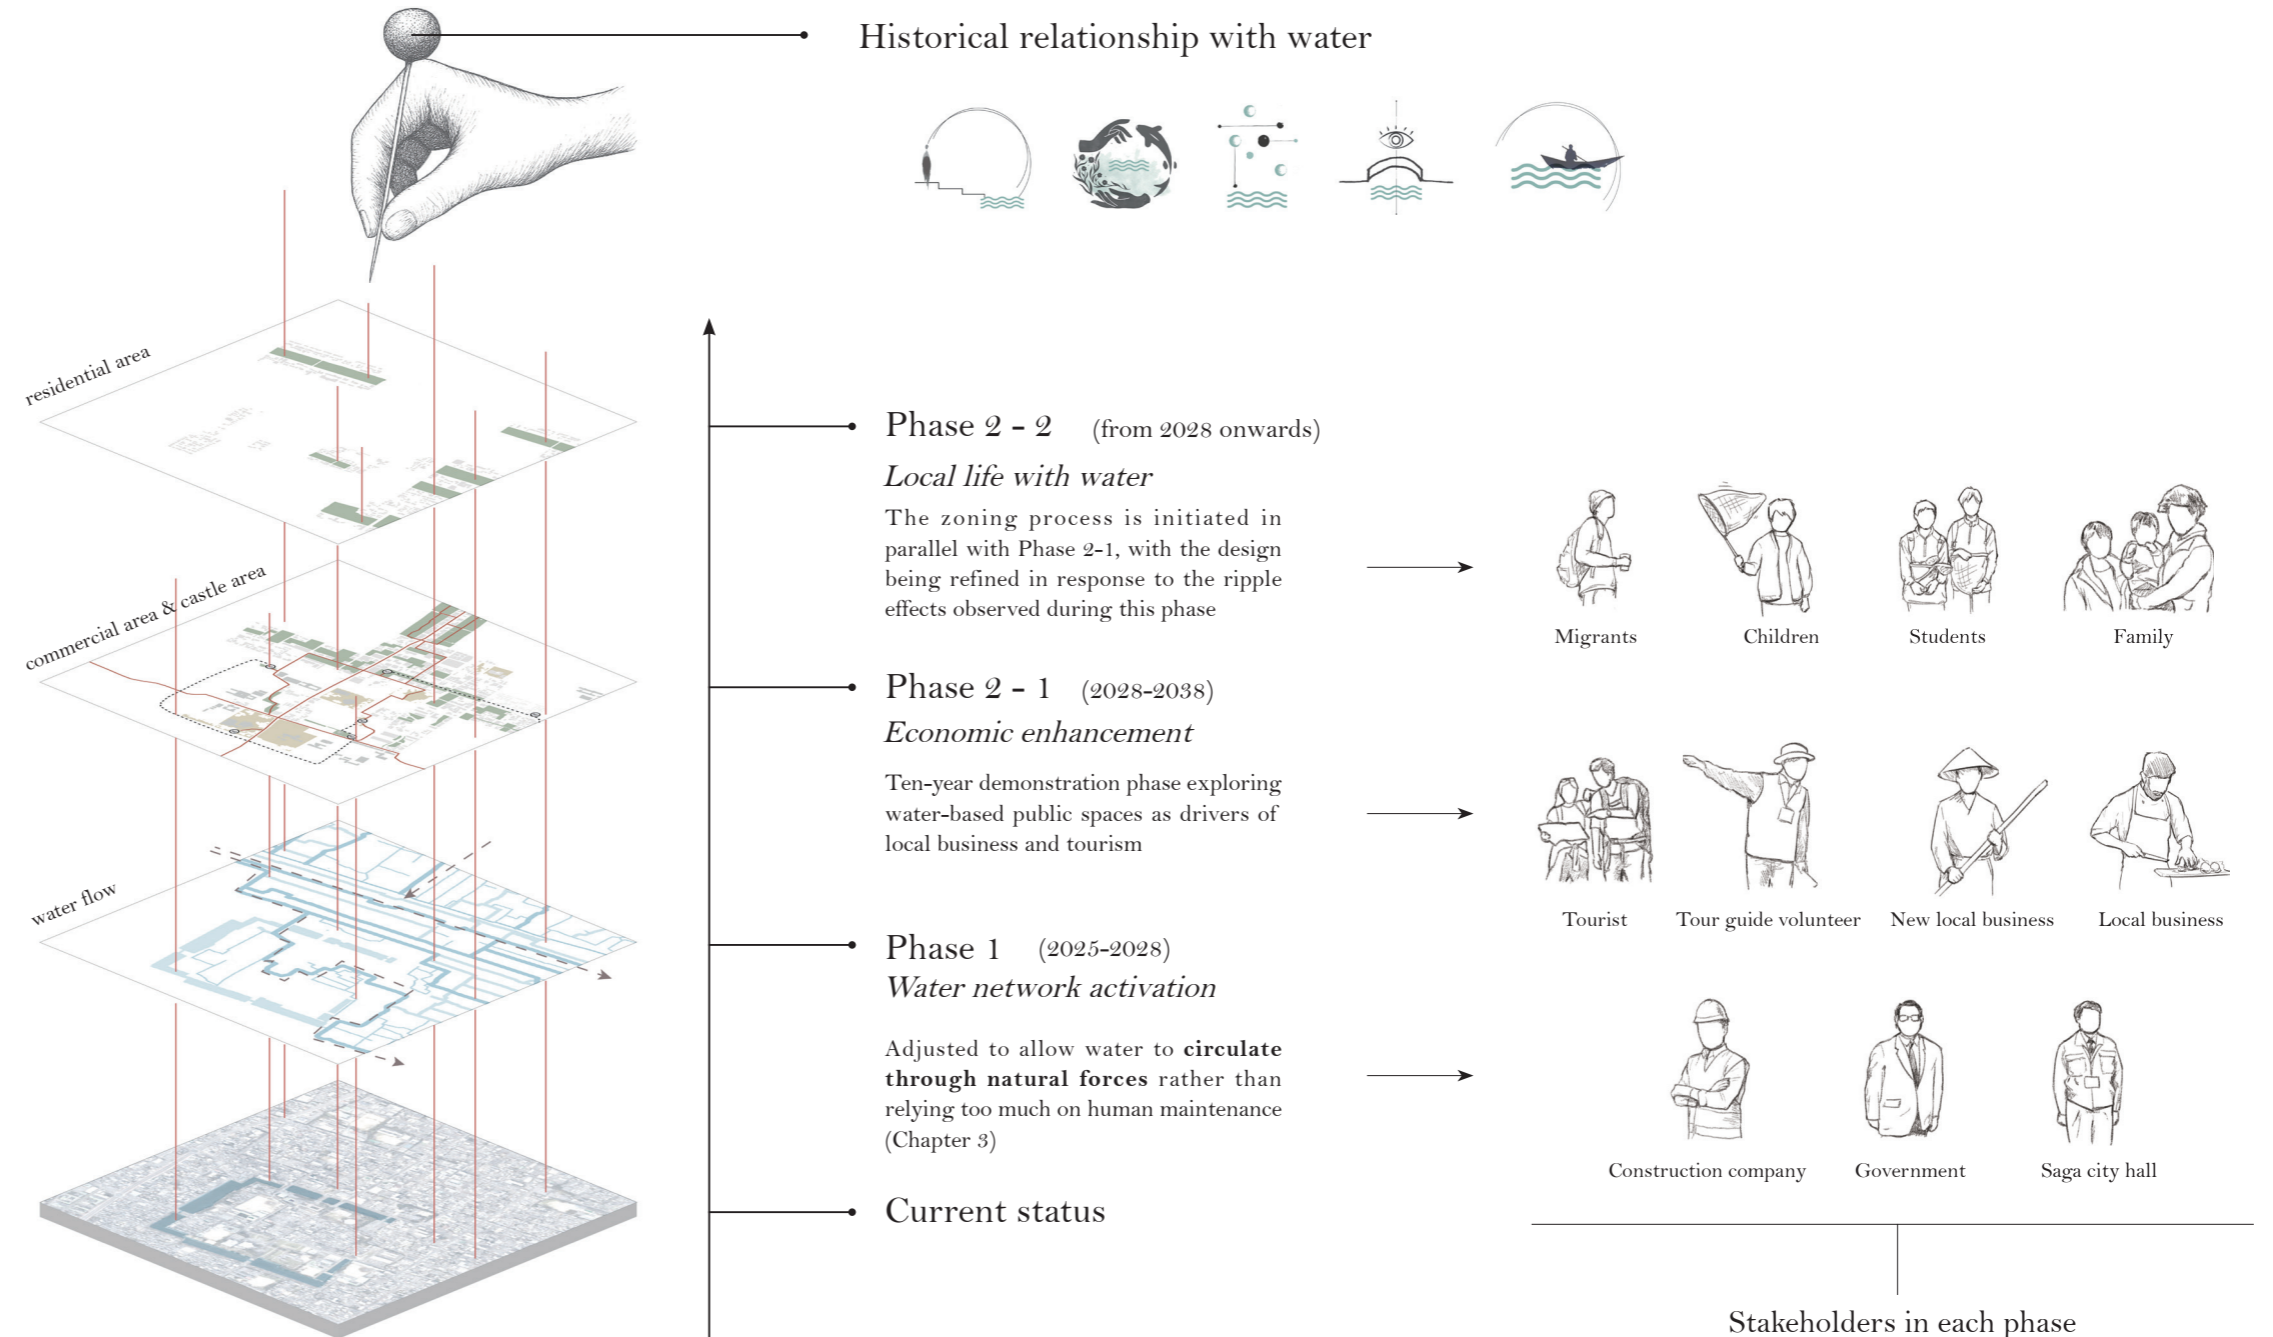 Historical relationship with water
residential area
commercial area & castle area
water flow
Phase 2 - 2 (from 2028 onwards)
Local life with water
The zoning process is initiated in
parallel with Phase 2-1, with the design
being refined in response to the ripple
effects observed during this phase
Migrants
Children
Students
Family
Phase 2 - 1 (2028-2038)
Economic enhancement
Ten-year demonstration phase exploring
water-based public spaces as drivers of
local business and tourism
Tourist
Tour guide volunteer
New local business
Local business
Phase 1 (2025-2028)
Water network activation
Adjusted to allow water to circulate
through natural forces rather than
relying too much on human maintenance
(Chapter 3)
Construction company
Government
Saga city hall
Current status
Stakeholders in each phase